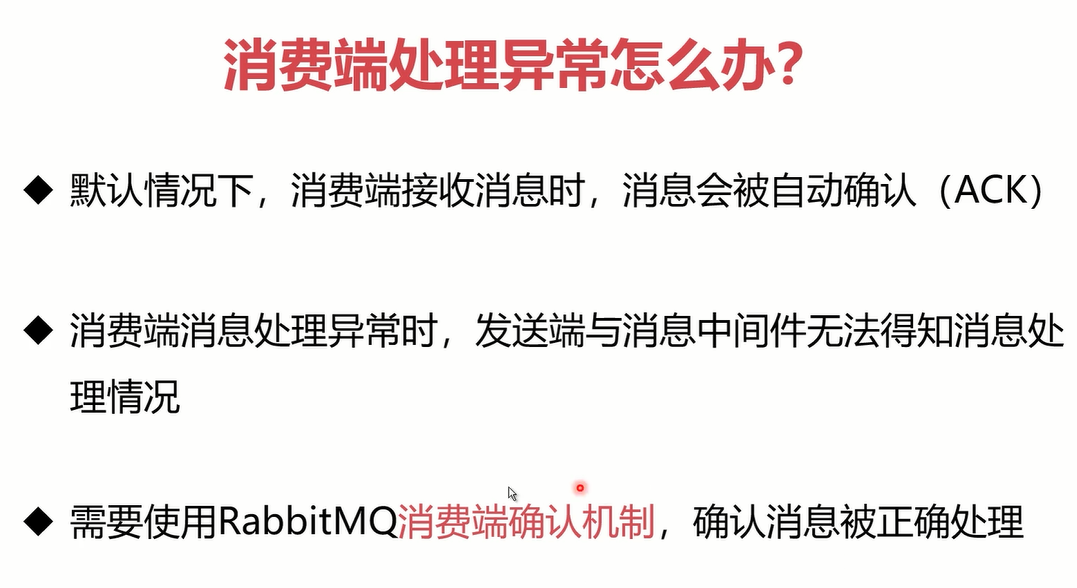 消费端处理异常怎么办？
◆ 默认情况下，消费端接收消息时，消息会被自动确认（ACK）
◆ 消费端消息处理异常时，发送端与消息中间件无法得知消息处
理情况
◆ 需要使用RabbitMQ消费端确认机制，确认消息被正确处理